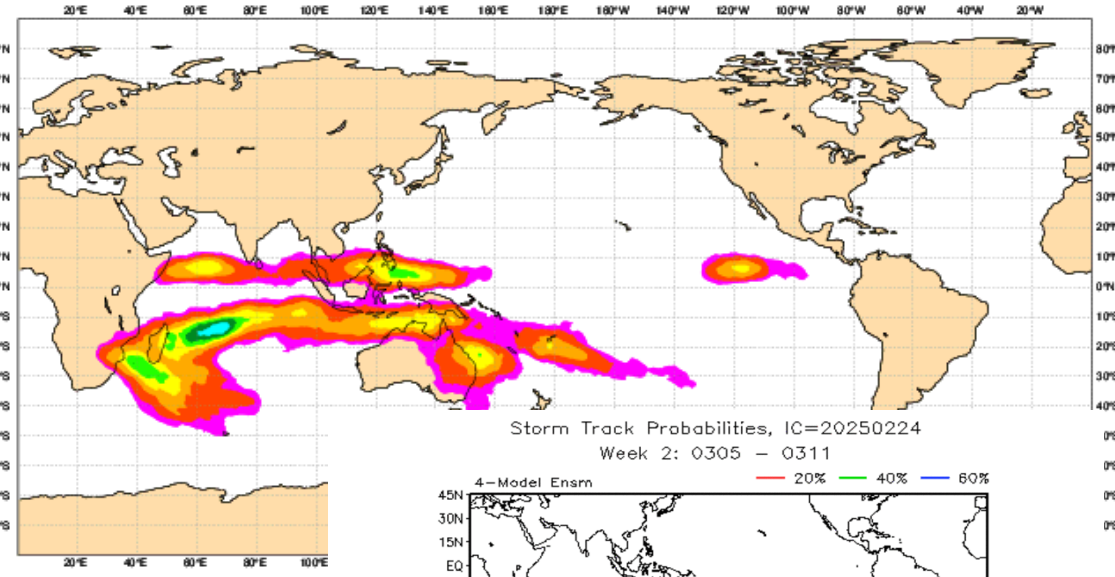 20°E 40°E 60°E 80°E 100°E 120°E 140°E 160°E 180°E 160°W 140°W 120°W 100°W 80°W 60°W 40°W 20°W
80°N
70°N
60°N
50°N
40°N
30°N
20°N
10°N
0°N
10°S
20°S
30°S
40°S
Storm Track Probabilities, IC=20250224
Week 2: 0305 – 0311
4-Model Ensm 20% 40% 60%
45N
30N
15N
EQ
20°E 40°E 60°E 80°E